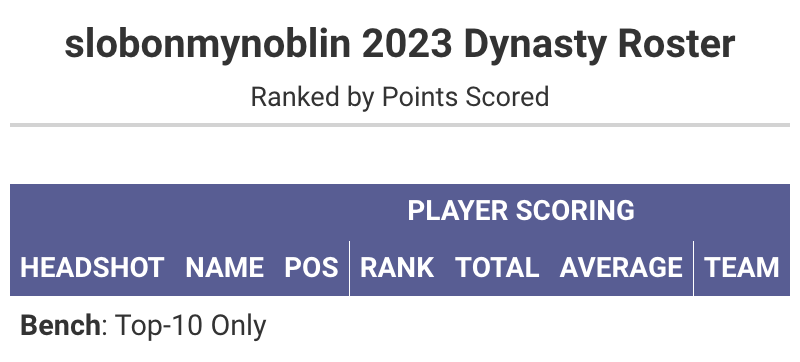 slobonmynoblin 2023 Dynasty Roster
Ranked by Points Scored
PLAYER SCORING
HEADSHOT NAME POS RANK TOTAL AVERAGE TEAM
Bench: Top-10 Only